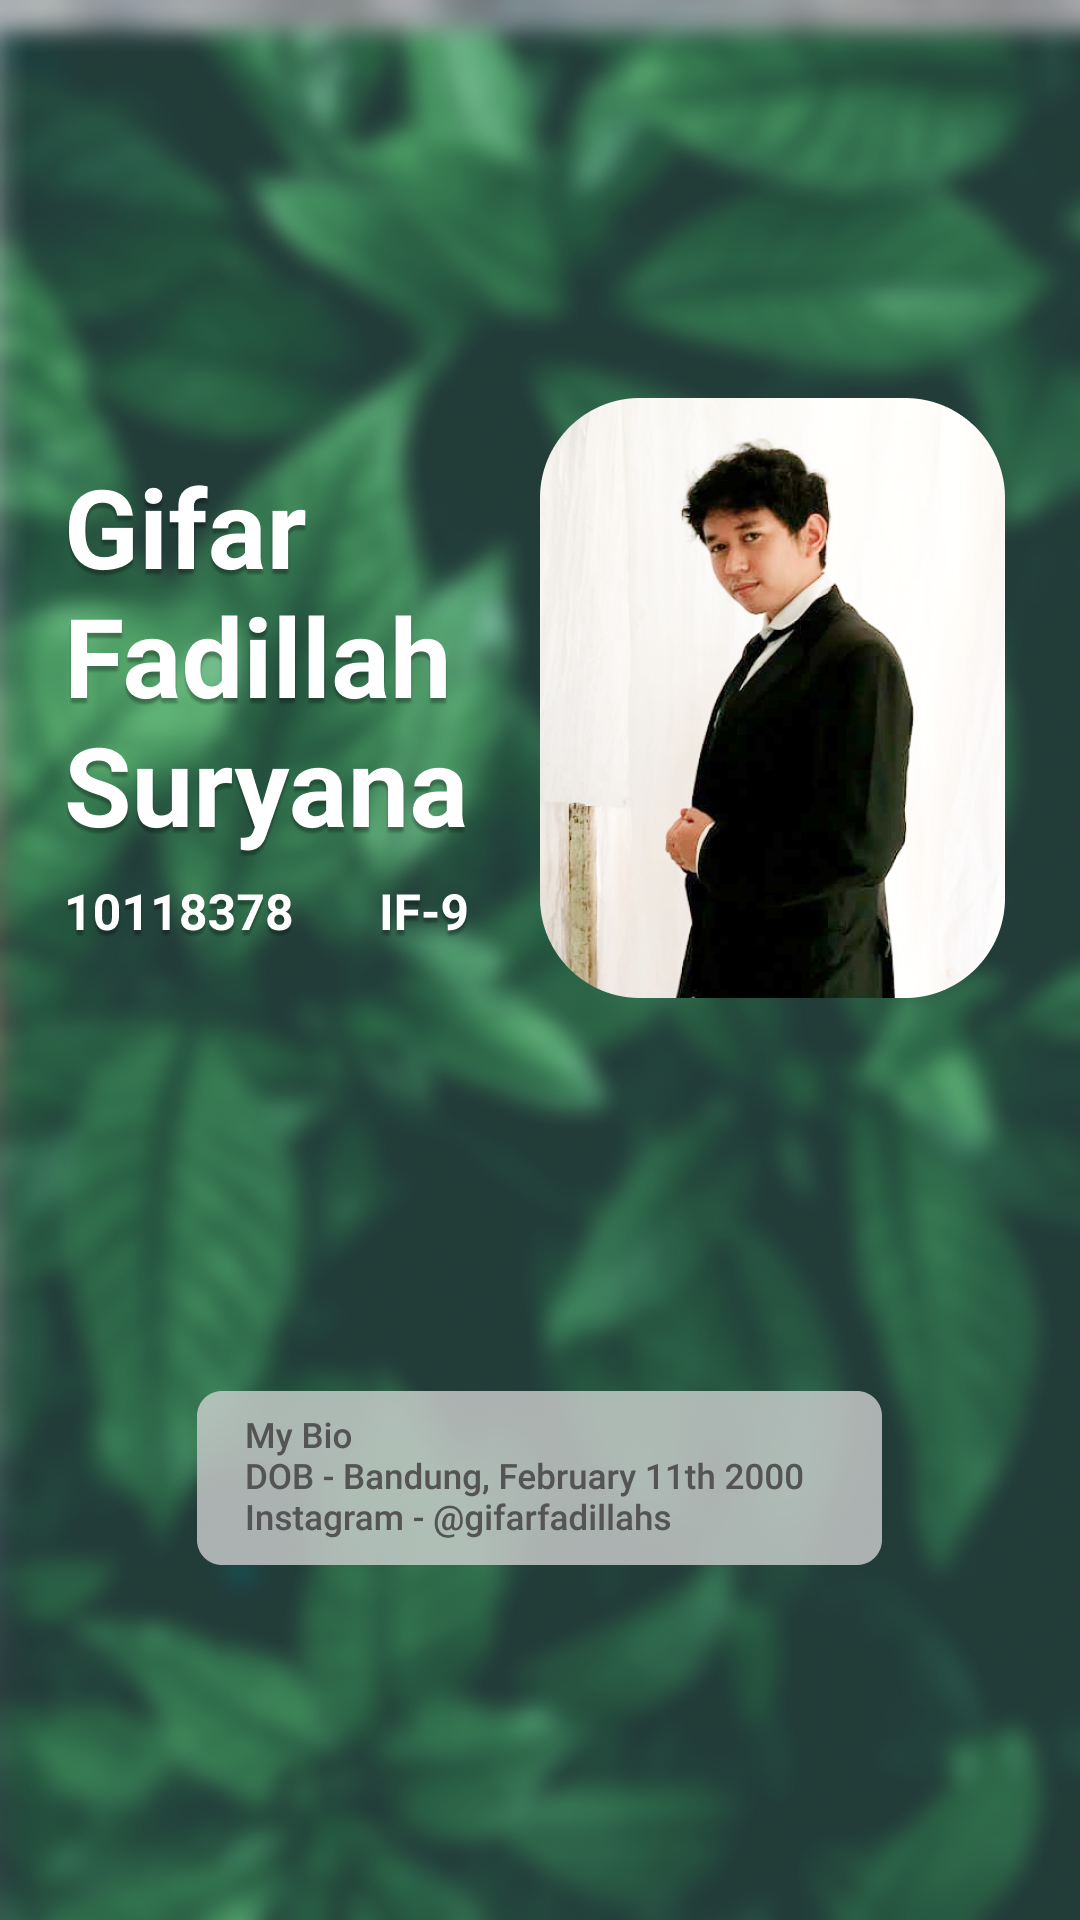 Gifar
Fadillah
Suryana
10118378 IF-9
My Bio
DOB - Bandung, February 11th 2000
Instagram - @gifarfadillahs